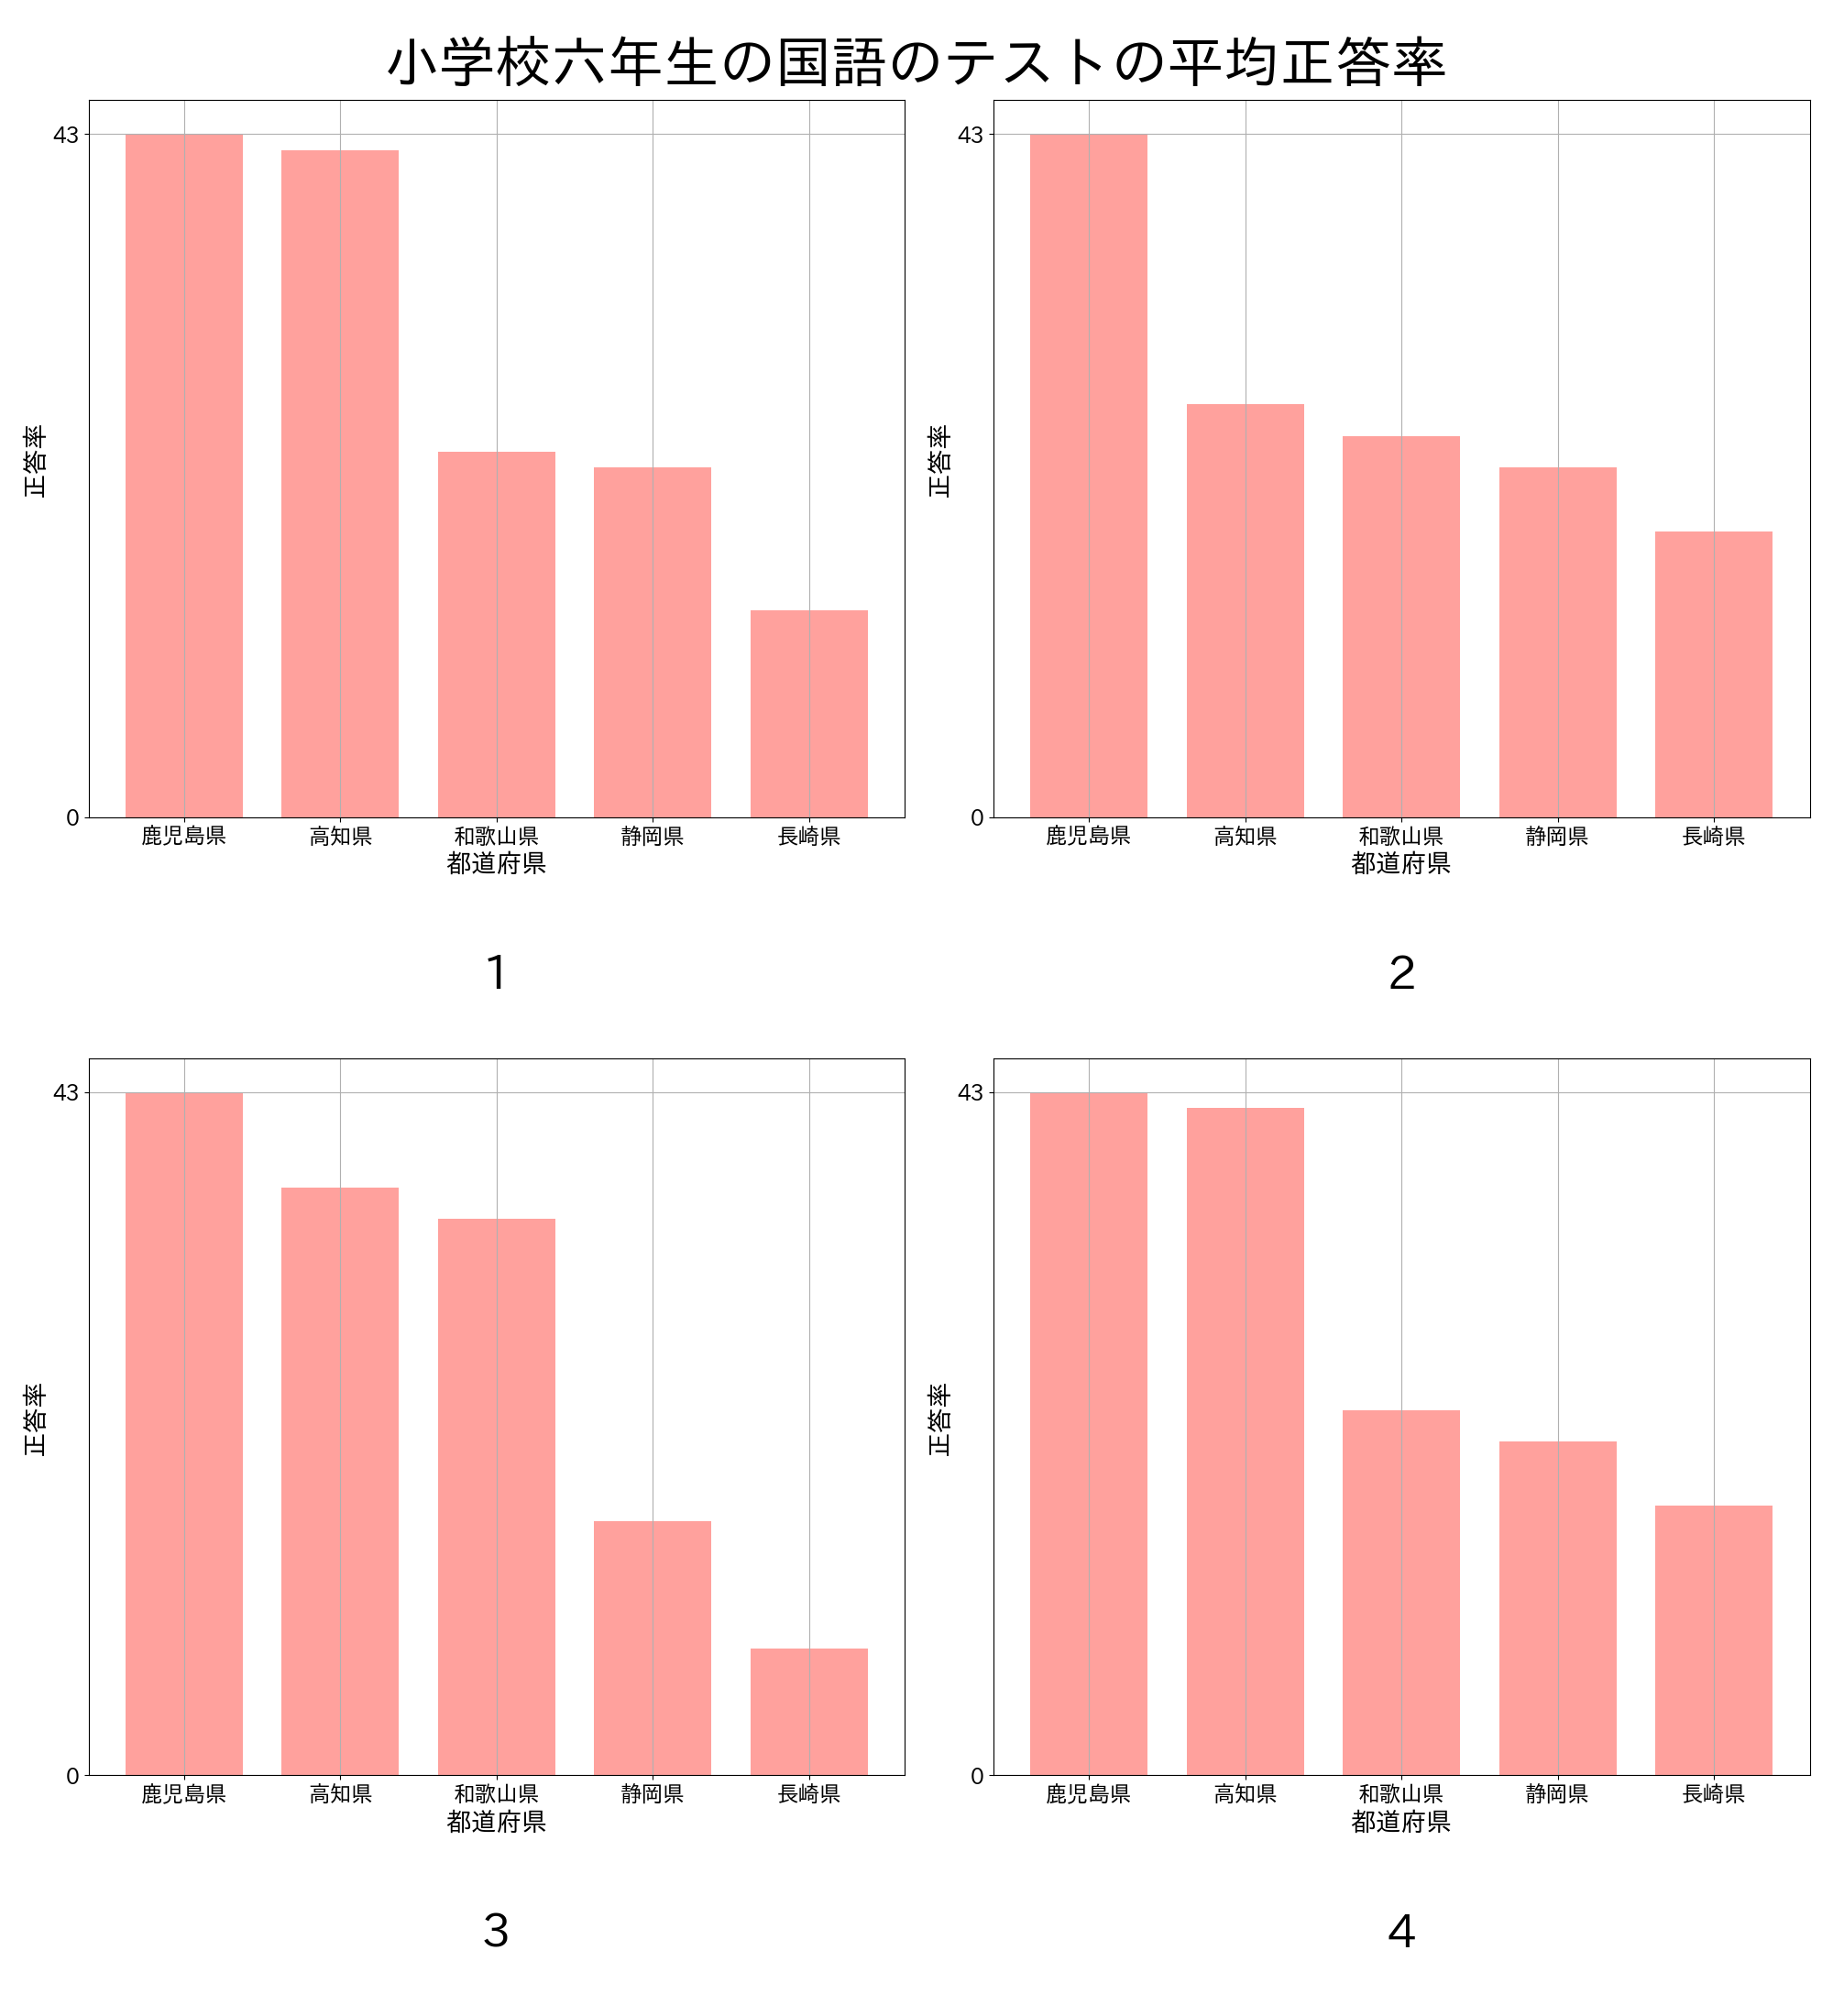 小学校六年生の国語のテストの平均正答率
43
0
正答率
鹿児島県 高知県 和歌山県 静岡県 長崎県
都道府県
1
43
0
正答率
鹿児島県 高知県 和歌山県 静岡県 長崎県
都道府県
2
43
0
正答率
鹿児島県 高知県 和歌山県 静岡県 長崎県
都道府県
3
43
0
正答率
鹿児島県 高知県 和歌山県 静岡県 長崎県
都道府県
4